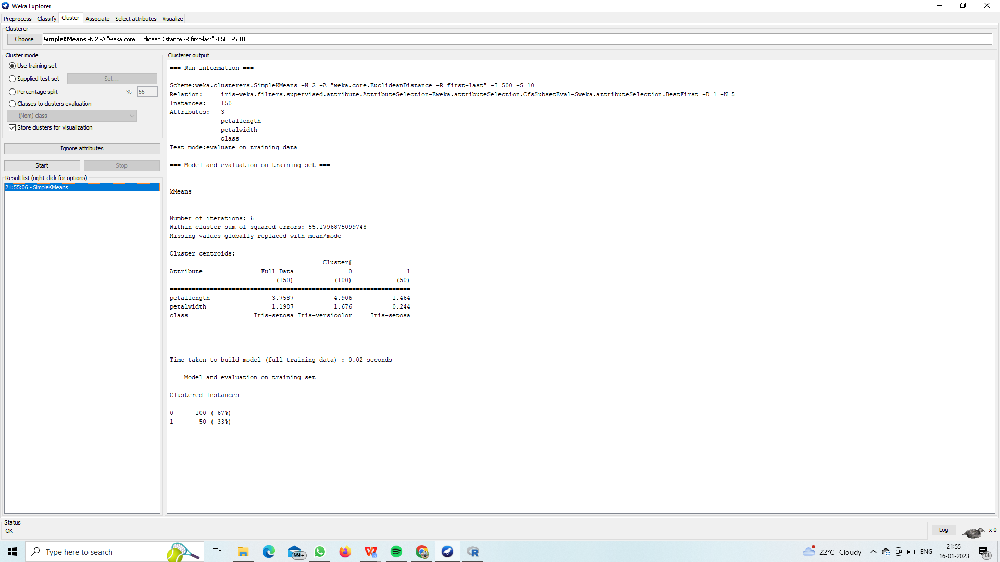 Weka Explorer
Preprocess Classify Cluster Associate Select attributes Visualize
Clusterer
Choose SimpleKMeans -N 2 -A "weka.core.EuclideanDistance -R first-last" -I 500 -S 10
Cluster mode
Use training set
Supplied test set Set...
Percentage split % 66
Classes to clusters evaluation
(Nom) class
Store clusters for visualization
Ignore attributes
Start Stop
Result list (right-click for options)
21:55:06 - SimpleKMeans
Clusterer output
=== Run information ===
Scheme:weka.clusterers.SimpleKMeans -N 2 -A "weka.core.EuclideanDistance -R first-last" -I 500 -S 10
Relation: iris-weka.filters.supervised.attribute.AttributeSelection-Eweka.attributeSelection.CfsSubsetEval-Sweka.attributeSelection.BestFirst -D 1 -N 5
Instances: 150
Attributes: 3
petallength
petalwidth
class
Test mode:evaluate on training data
=== Model and evaluation on training set ===
kMeans
======
Number of iterations: 6
Within cluster sum of squared errors: 55.1796875099748
Missing values globally replaced with mean/mode
Cluster centroids:
Cluster#
Attribute Full Data 0 1
(150) (100) (50)
==================================================================
petallength 3.7587 4.906 1.464
petalwidth 1.1987 1.676 0.244
class Iris-setosa Iris-versicolor Iris-setosa
Time taken to build model (full training data) : 0.02 seconds
=== Model and evaluation on training set ===
Clustered Instances
0 100 ( 67%)
1 50 ( 33%)
Status
OK
Log x 0
Type here to search
99+
22°C Cloudy
ENG
21:55
16-01-2023
13